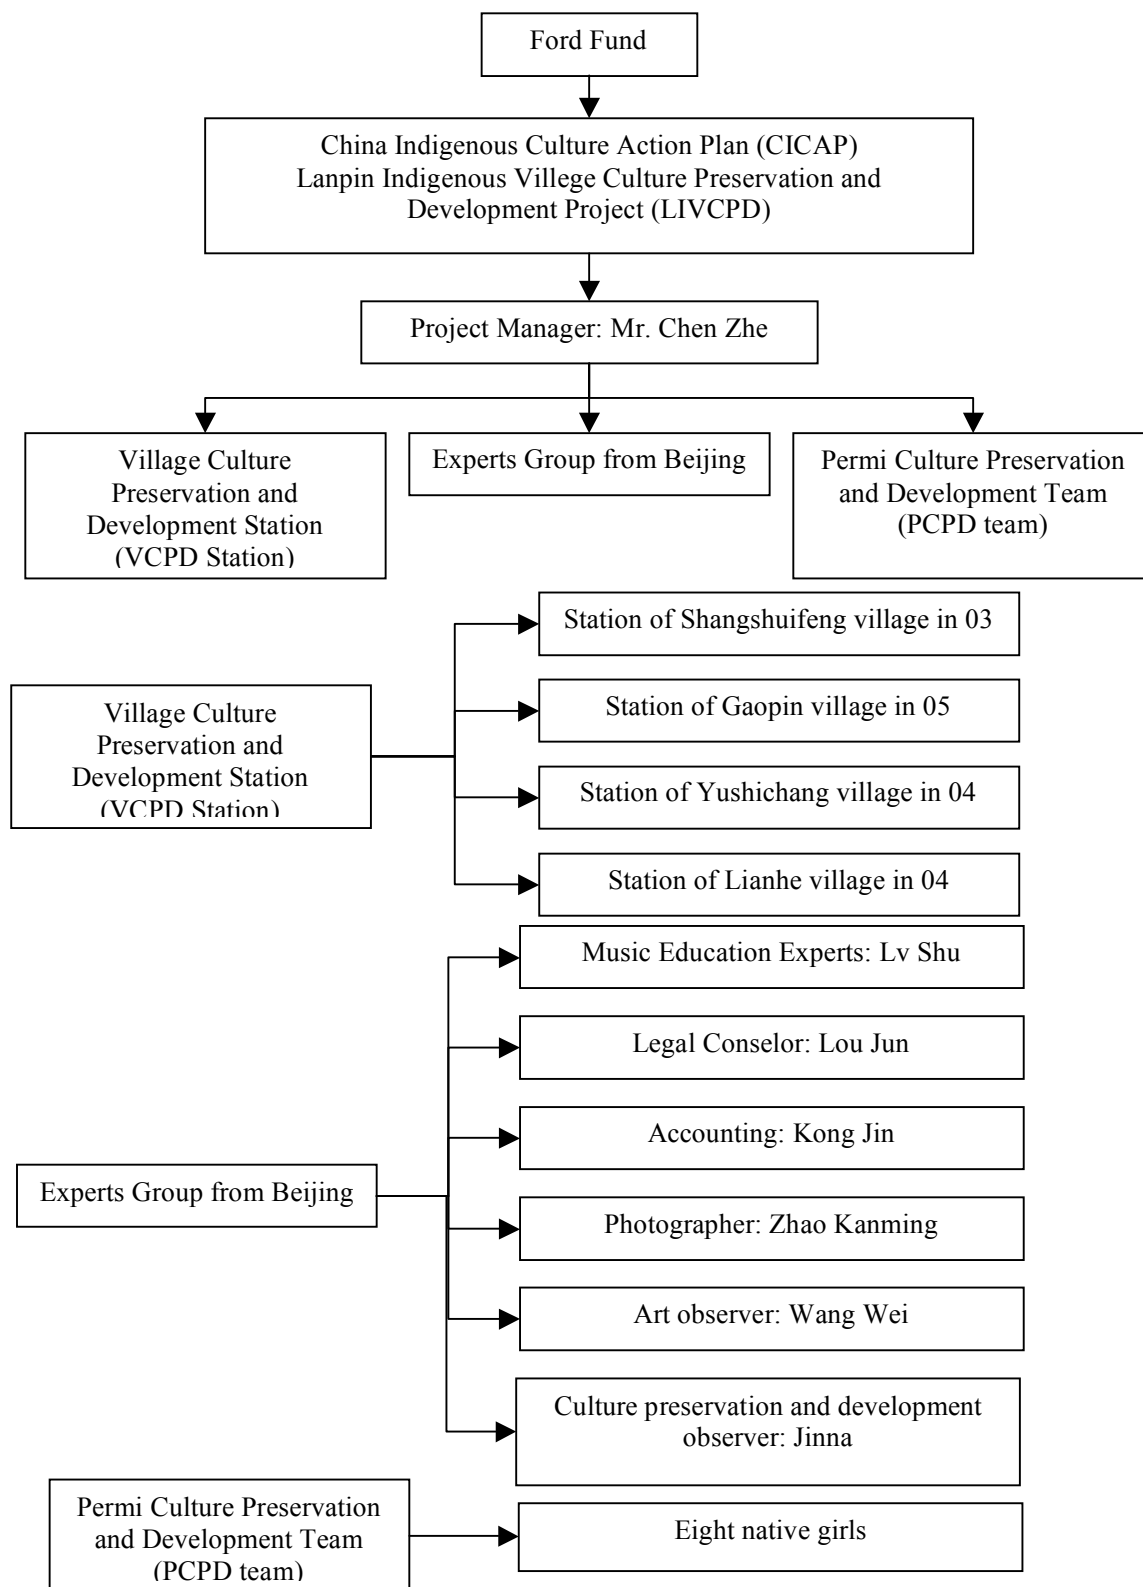 Ford Fund
China Indigenous Culture Action Plan (CICAP)
Lanpin Indigenous Villege Culture Preservation and
Development Project (LIVCPD)
Project Manager: Mr. Chen Zhe
Village Culture
Preservation and
Development Station
(VCPD Station)
Experts Group from Beijing
Permi Culture Preservation
and Development Team
(PCPD team)
Station of Shangshuifeng village in 03
Village Culture
Preservation and
Development Station
(VCPD Station)
Station of Gaopin village in 05
Station of Yushichang village in 04
Station of Lianhe village in 04
Music Education Experts: Lv Shu
Legal Conselor: Lou Jun
Accounting: Kong Jin
Experts Group from Beijing
Photographer: Zhao Kanming
Art observer: Wang Wei
Culture preservation and development
observer: Jinna
Permi Culture Preservation
and Development Team
(PCPD team)
Eight native girls